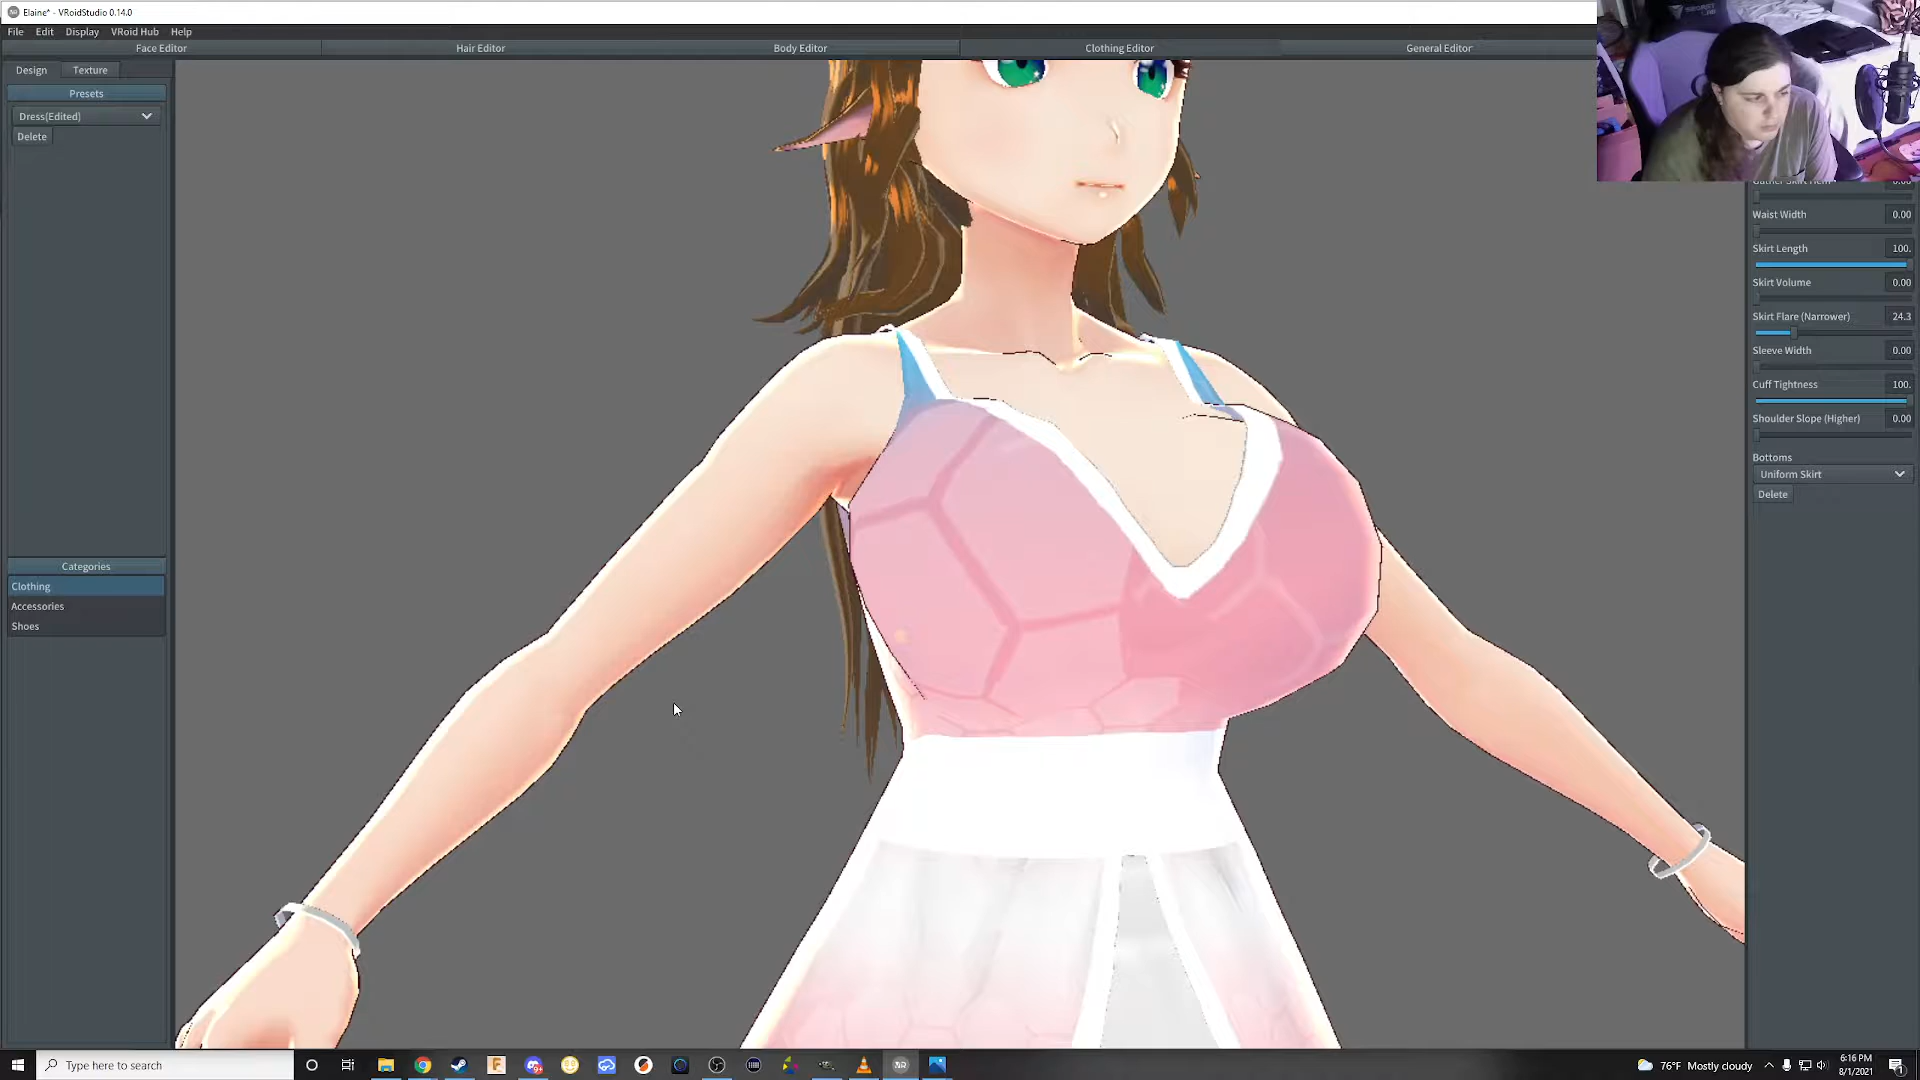 Elaine* - VRoidStudio 0.14.0
File Edit Display VRoid Hub Help
Face Editor Hair Editor Body Editor Clothing Editor General Editor
Design Texture
Presets
Dress(Edited)
Delete
Categories
Clothing
Accessories
Shoes
Waist Width 0.00
Skirt Length 100.
Skirt Volume 0.00
Skirt Flare (Narrower) 24.3
Sleeve Width 0.00
Cuff Tightness 100.
Shoulder Slope (Higher) 0.00
Bottoms
Uniform Skirt
Delete
Type here to search
76°F Mostly cloudy
6:16 PM
8/1/2021